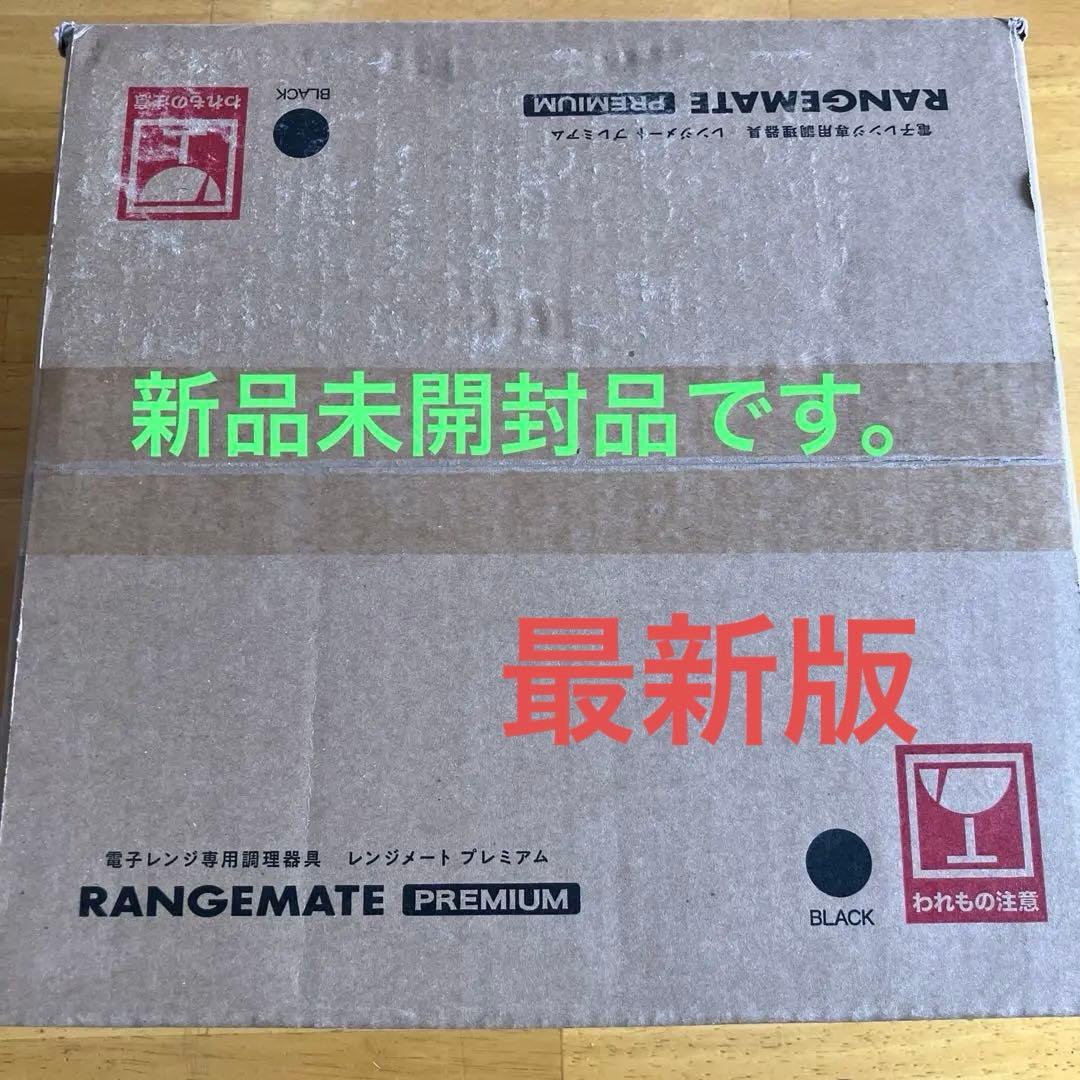 RANGEMATE PREMIUM
電子レンジ専用調理器具 レンジメート プレミアム
BLACK
われもの注意
新品未開封品です。
最新版
電子レンジ専用調理器具 レンジメート プレミアム
RANGEMATE PREMIUM
BLACK
われもの注意